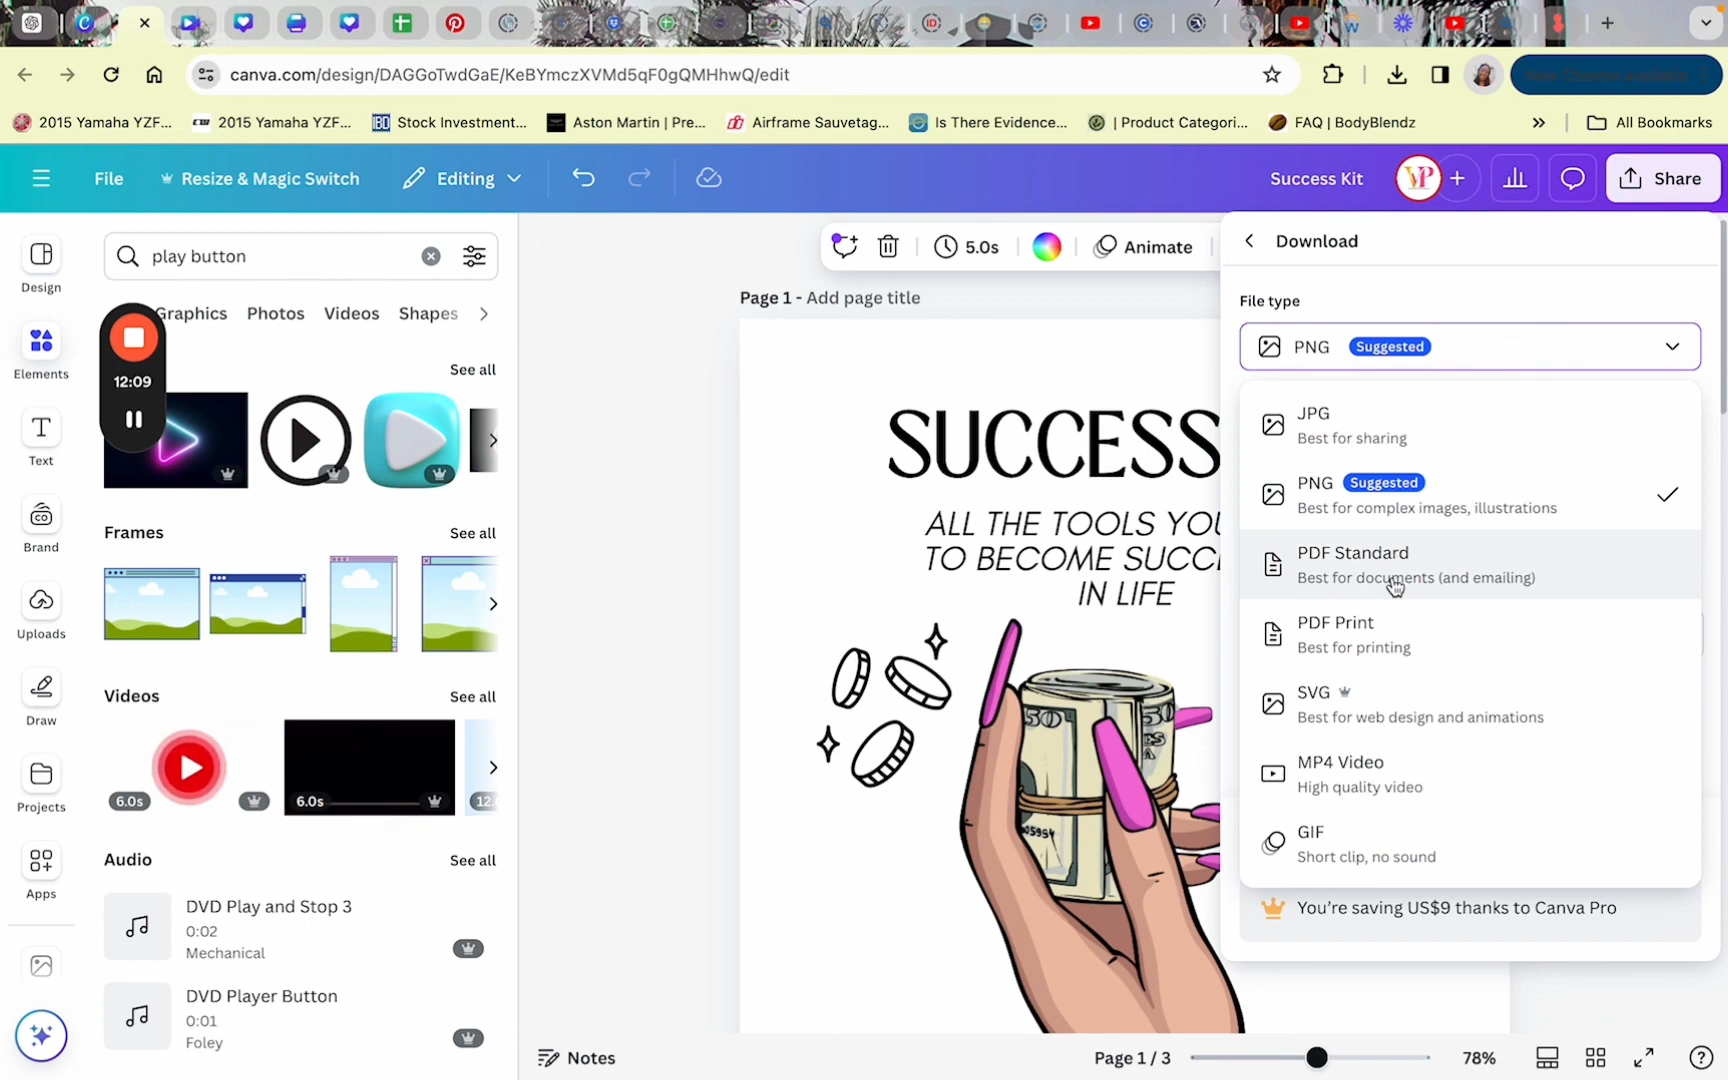 canva.com/design/DAGGoTwdGaE/KeBYmczXVMd5qF0gQMHhwQ/edit
2015 Yamaha YZF...
2015 Yamaha YZF...
Stock Investment...
Aston Martin | Pre...
Airframe Sauvetag...
Is There Evidence...
| Product Categori...
FAQ | BodyBlendz
All Bookmarks
File
Resize & Magic Switch
Editing
Success Kit
Share
Design
Elements
Text
Brand
Uploads
Draw
Projects
Apps
play button
Graphics
Photos
Videos
Shapes
12:09
See all
Frames
See all
Videos
See all
6.0s
6.0s
12.
Audio
See all
DVD Play and Stop 3
0:02
Mechanical
DVD Player Button
0:01
Foley
5.0s
Animate
Page 1 - Add page title
SUCCESS
ALL THE TOOLS YOU
TO BECOME SUCC
IN LIFE
Download
File type
PNG Suggested
JPG
Best for sharing
PNG Suggested
Best for complex images, illustrations
PDF Standard
Best for documents (and emailing)
PDF Print
Best for printing
SVG
Best for web design and animations
MP4 Video
High quality video
GIF
Short clip, no sound
You're saving US$9 thanks to Canva Pro
Notes
Page 1 / 3
78%